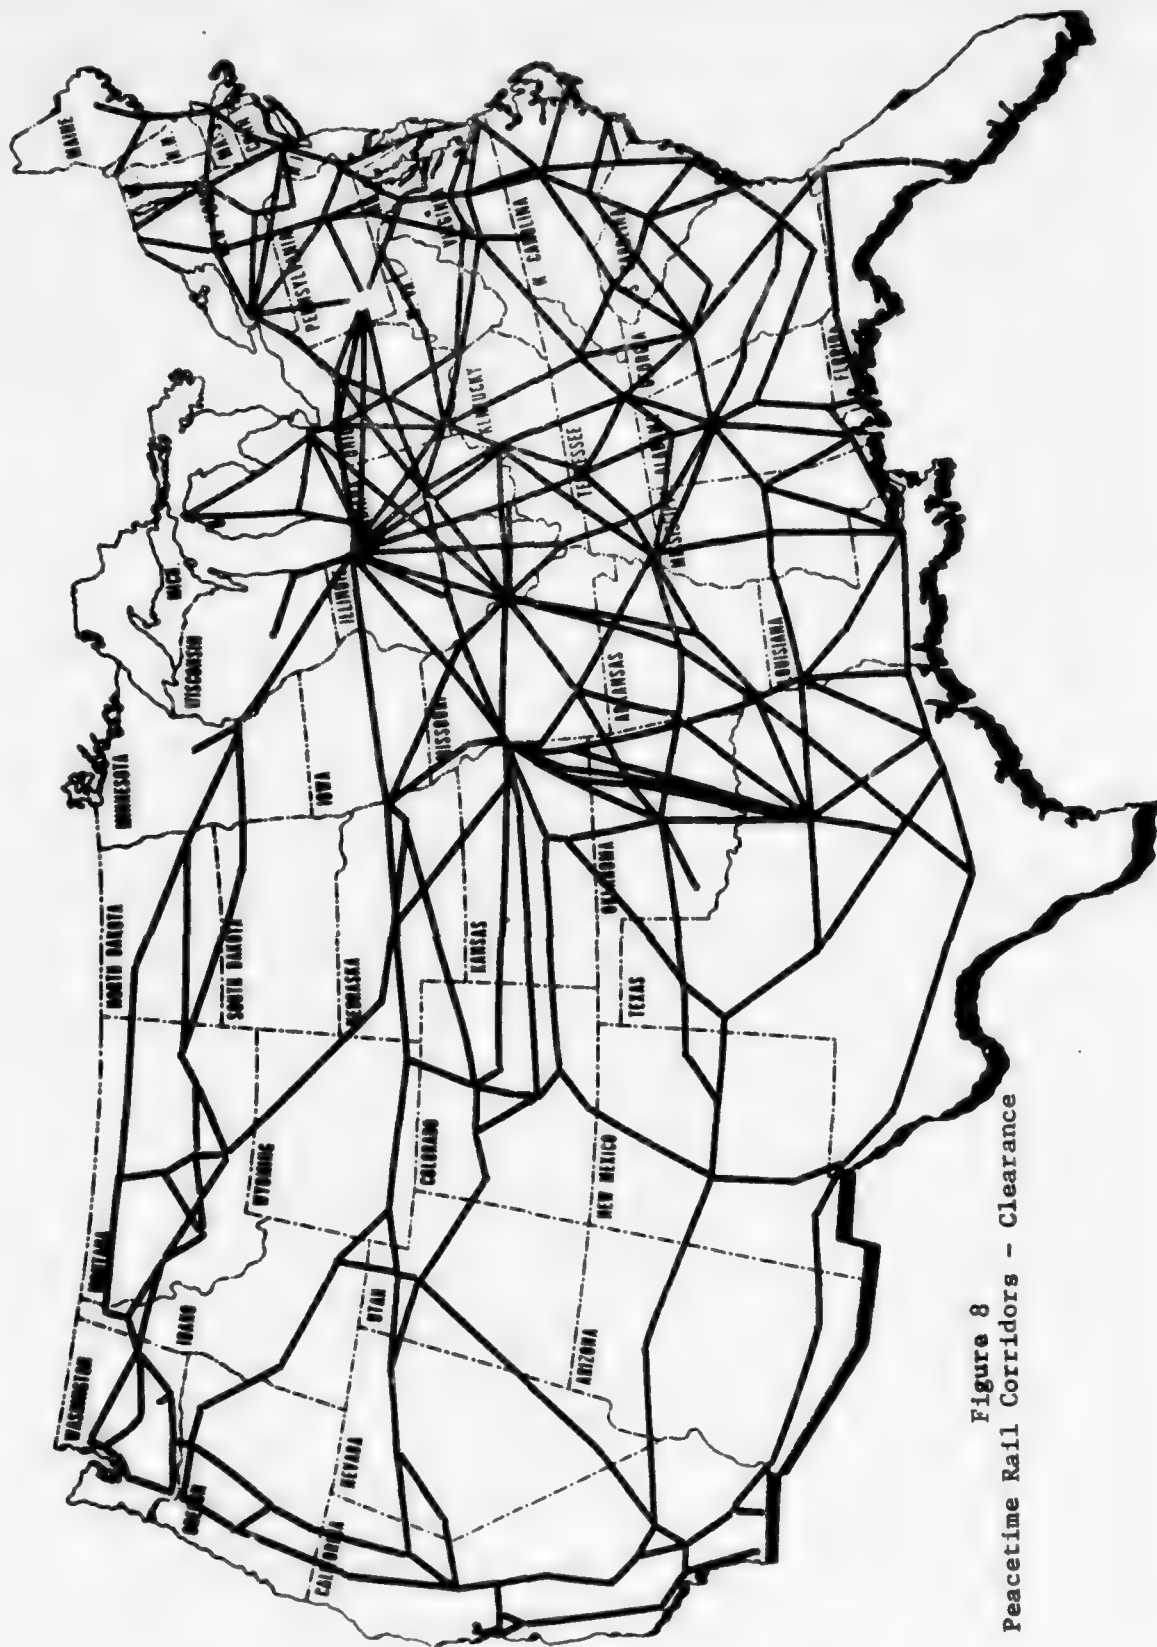 WASHINGTON
MONTANA
NORTH DAKOTA
MINNESOTA
WISCONSIN
MICH.
MAINE
OREGON
IDAHO
WYOMING
SOUTH DAKOTA
IOWA
ILLINOIS
OHIO
PENNSYLVANIA
NEVADA
UTAH
COLORADO
NEBRASKA
KANSAS
MISSOURI
KENTUCKY
CALIFORNIA
ARIZONA
NEW MEXICO
TEXAS
OKLAHOMA
ARKANSAS
TENNESSEE
N CAROLINA
LOUISIANA
MISSISSIPPI
ALABAMA
GEORGIA
FLORIDA
Figure 8
Peacetime Rail Corridors - Clearance